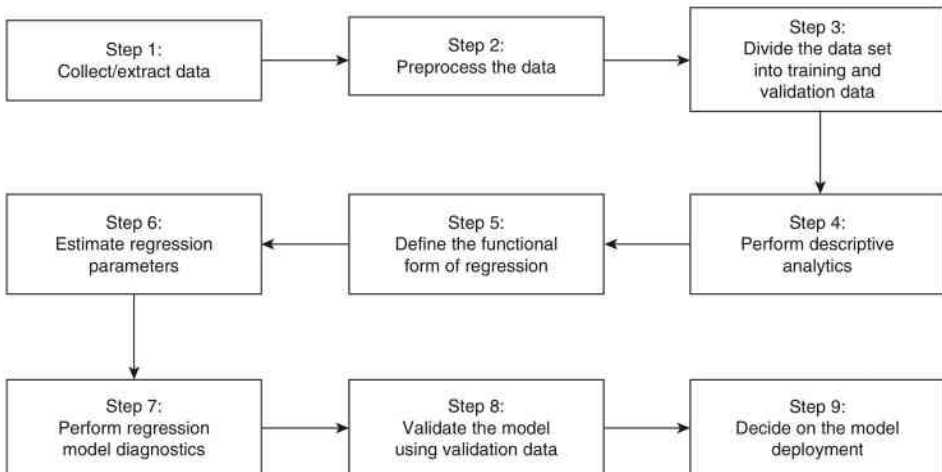 Step 1:
Collect/extract data
Step 2:
Preprocess the data
Step 3:
Divide the data set
into training and
validation data
Step 4:
Perform descriptive
analytics
Step 5:
Define the functional
form of regression
Step 6:
Estimate regression
parameters
Step 7:
Perform regression
model diagnostics
Step 8:
Validate the model
using validation data
Step 9:
Decide on the model
deployment